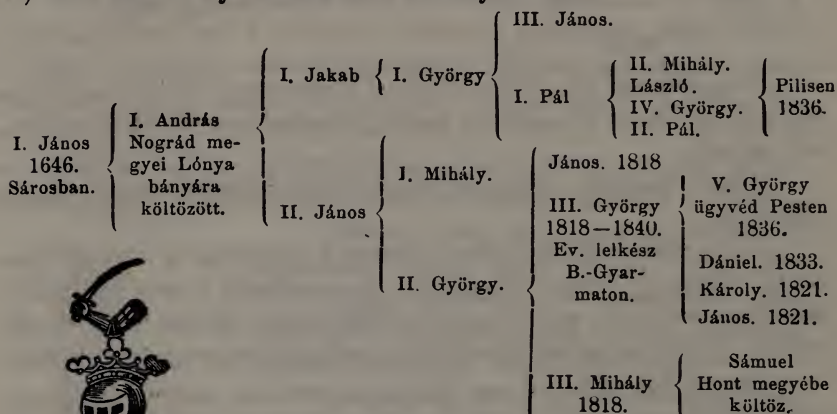 I. János
1646.
Sárosban.
I. András
Nográd me-
gyei Lónya
bányára
költözött.
I. Jakab
II. János
I. György
I. Mihály.
II. György.
III. János.
I. Pál
II. Mihály.
László.
IV. György.
II. Pál.
Pilisen
1836.
János. 1818
III. György
1818—1840.
Ev. lelkész
B.-Gyar-
maton.
V. György
ügyvéd Pesten
1836.
Dániel. 1833.
Károly. 1821.
János. 1821.
III. Mihály
1818.
Sámuel
Hont megyébe
költöz.